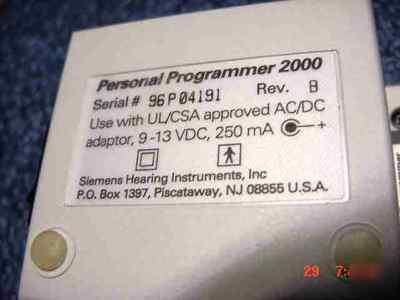 Personal Programmer 2000
Serial # 96P04191 Rev. B
Use with UL/CSA approved AC/DC
adaptor, 9-13 VDC, 250 mA +
Siemens Hearing Instruments, Inc
P.O. Box 1397, Piscataway, NJ 08855 U.S.A.
29